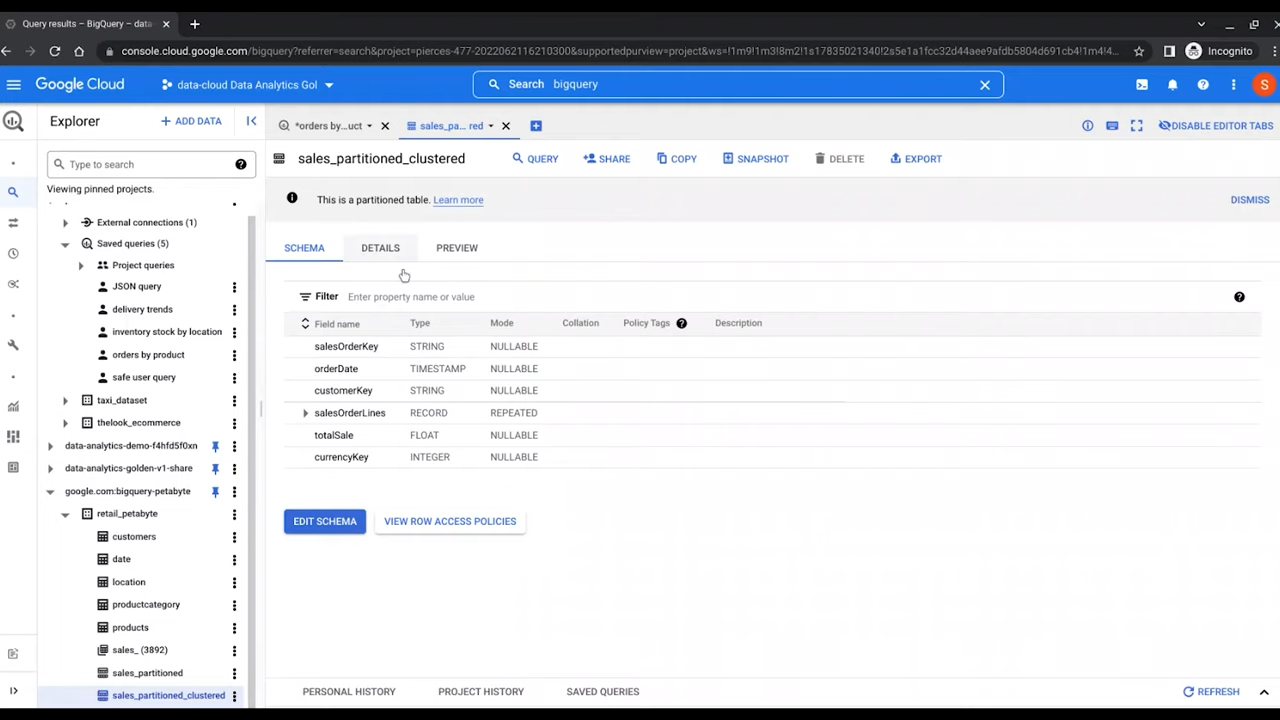 Query results – BigQuery – data-
console.cloud.google.com/bigquery?referrer=search&project=pierces-477-20220621162103​00&supportedpurview=project&ws=!1m9!1m3!8m2!1s17835021340!2s5e1a1fcc32d44aee9afdb5804d691cb4!1m4!4...
Incognito
Google Cloud
data-cloud Data Analytics Gol
Search bigquery
S
Explorer
+ ADD DATA
*orders by...uct
sales_pa... red
DISABLE EDITOR TABS
Type to search
sales_partitioned_clustered
QUERY
SHARE
COPY
SNAPSHOT
DELETE
EXPORT
Viewing pinned projects.
This is a partitioned table. Learn more
DISMISS
External connections (1)
Saved queries (5)
Project queries
JSON query
delivery trends
inventory stock by location
orders by product
safe user query
taxi_dataset
thelook_ecommerce
data-analytics-demo-f4hfd5f0xn
data-analytics-golden-v1-share
google.com:bigquery-petabyte
retail_petabyte
customers
date
location
productcategory
products
sales_ (3892)
sales_partitioned
sales_partitioned_clustered
SCHEMA DETAILS PREVIEW
Filter Enter property name or value
Field name Type Mode Collation Policy Tags Description
salesOrderKey STRING NULLABLE
orderDate TIMESTAMP NULLABLE
customerKey STRING NULLABLE
salesOrderLines RECORD REPEATED
totalSale FLOAT NULLABLE
currencyKey INTEGER NULLABLE
EDIT SCHEMA VIEW ROW ACCESS POLICIES
PERSONAL HISTORY PROJECT HISTORY SAVED QUERIES
REFRESH